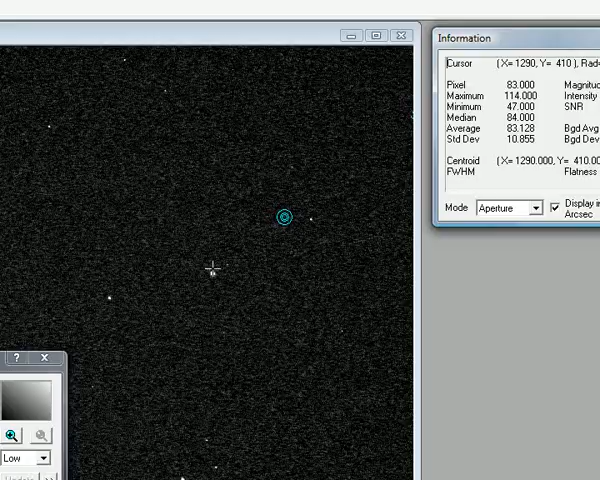 Information
Cursor ( X= 1290, Y= 410 ), Rad=
Pixel 83.000 Magnitu
Maximum 114.000 Intensity
Minimum 47.000 SNR
Median 84.000
Average 83.128 Bgd Avg
Std Dev 10.855 Bgd Dev
Centroid ( X= 1290.000, Y= 410.00
FWHM Flatness
Mode Aperture Display in
Arcsec
Low